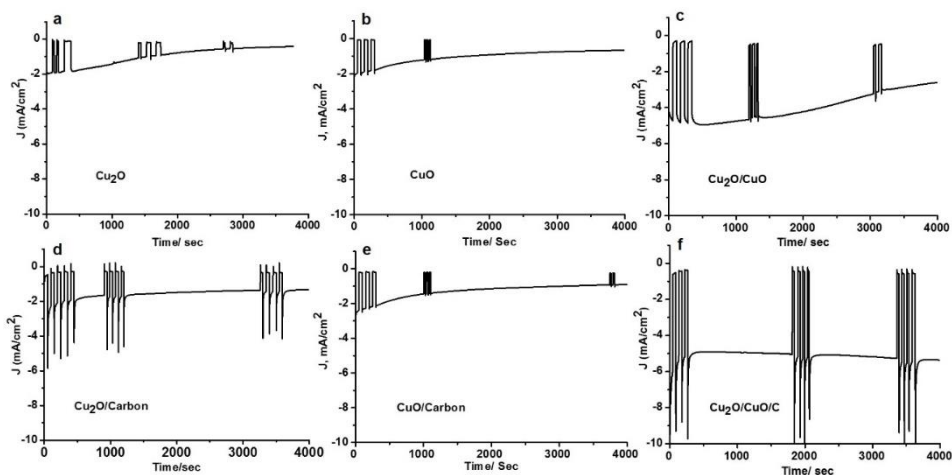 a
0
-2
-4
-6
-8
-10
J (mA/cm²)
Cu₂O
0 1000 2000 3000 4000
Time/ sec
b
0
-2
-4
-6
-8
-10
J, mA/cm²)
CuO
0 1000 2000 3000 4000
Time/ Sec
c
0
-2
-4
-6
-8
-10
J (mA/cm²)
Cu₂O/CuO
0 1000 2000 3000 4000
Time/ sec
d
0
-2
-4
-6
-8
-10
J (mA/cm²)
Cu₂O/Carbon
0 1000 2000 3000 4000
Time/sec
e
0
-2
-4
-6
-8
-10
J, mA/cm²)
CuO/Carbon
0 1000 2000 3000 4000
Time/ sec
f
0
-2
-4
-6
-8
-10
J (mA/cm²)
Cu₂O/CuO/C
0 1000 2000 3000 4000
Time/ sec